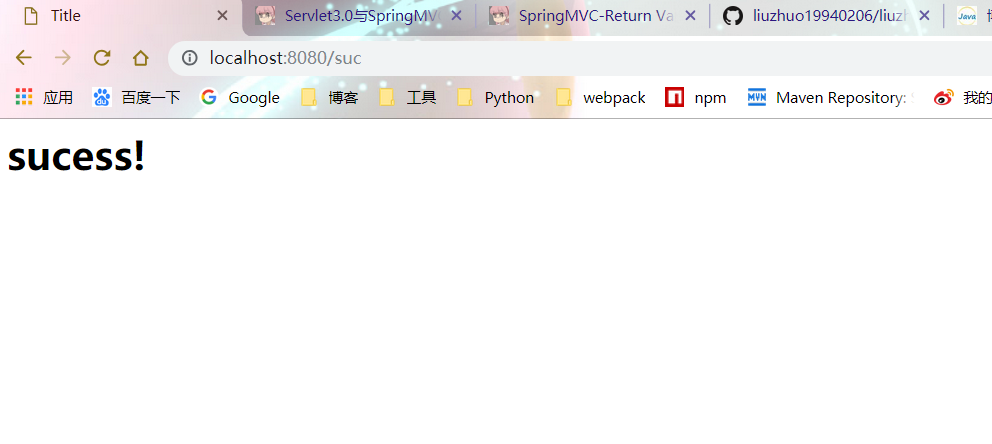 Title Servlet3.0与SpringMV SpringMVC-Return Va liuzhuo19940206/liuzh Java
localhost:8080/suc
应用 百度一下 Google 博客 工具 Python webpack npm MVN Maven Repository: 我的
sucess!